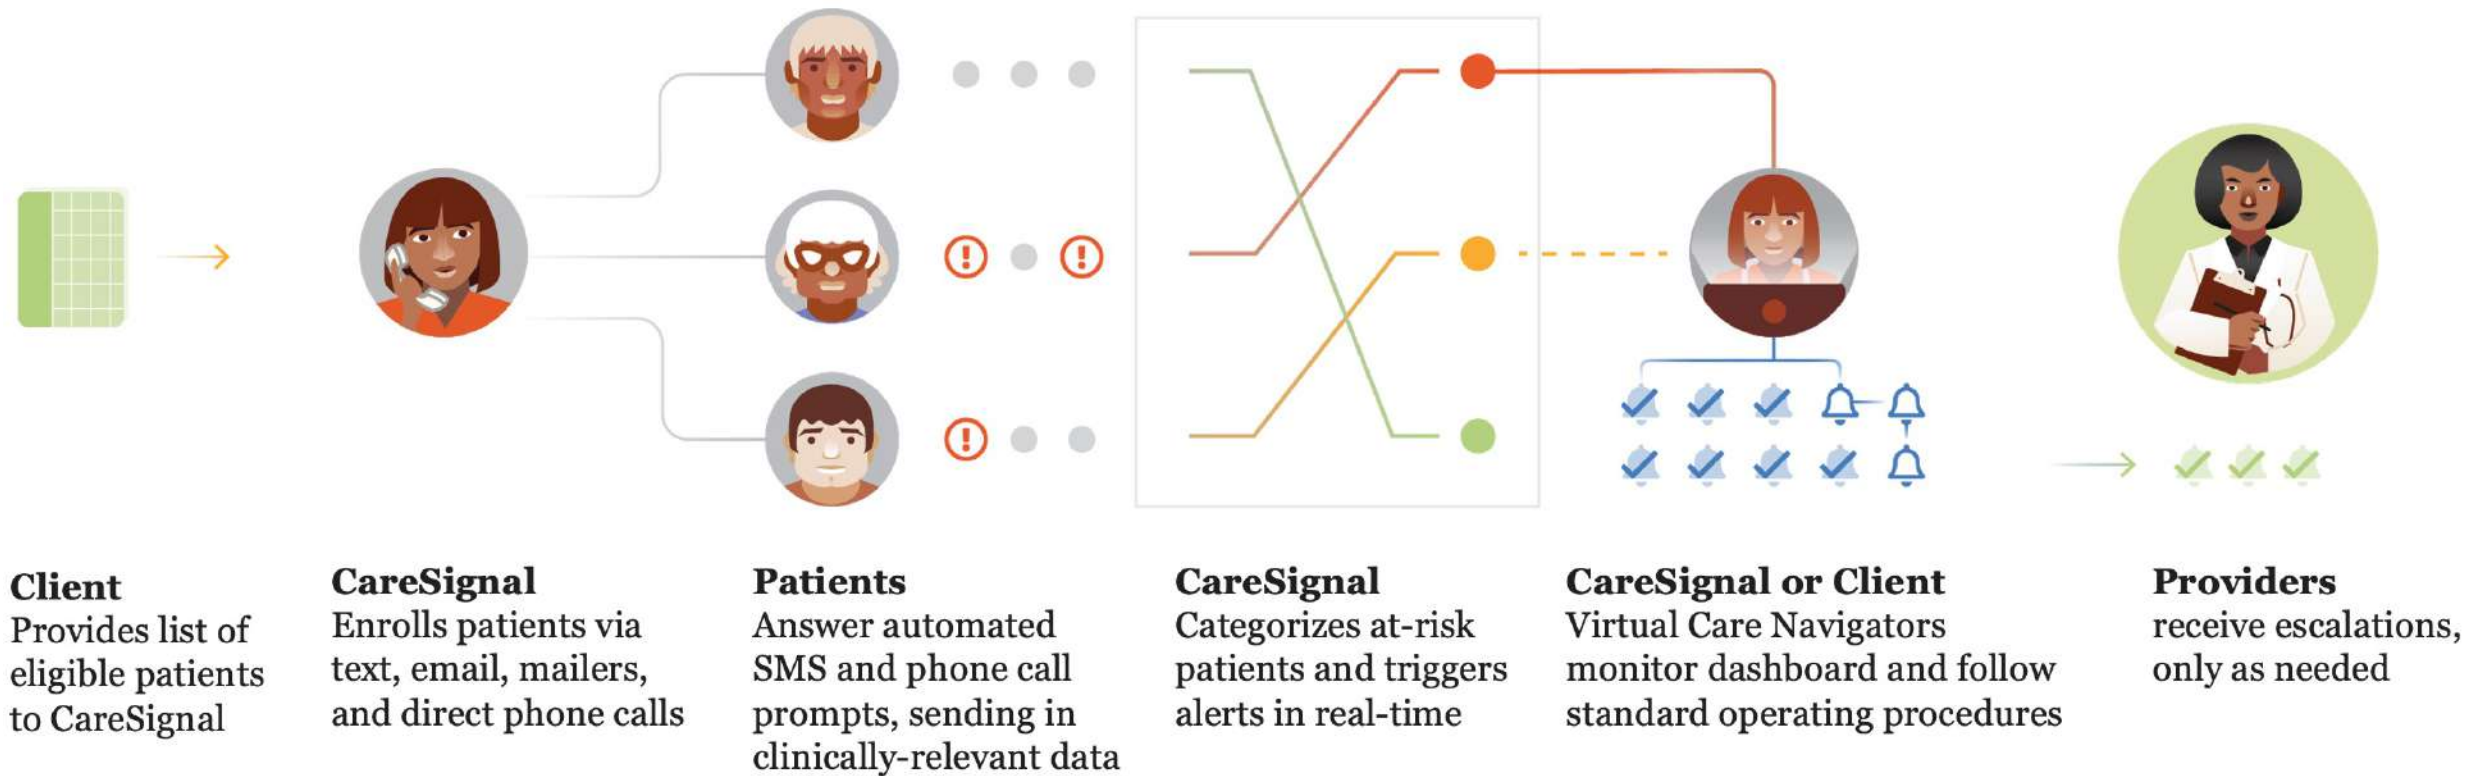 Client
Provides list of
eligible patients
to CareSignal
CareSignal
Enrolls patients via
text, email, mailers,
and direct phone calls
Patients
Answer automated
SMS and phone call
prompts, sending in
clinically-relevant data
CareSignal
Categorizes at-risk
patients and triggers
alerts in real-time
CareSignal or Client
Virtual Care Navigators
monitor dashboard and follow
standard operating procedures
Providers
receive escalations,
only as needed